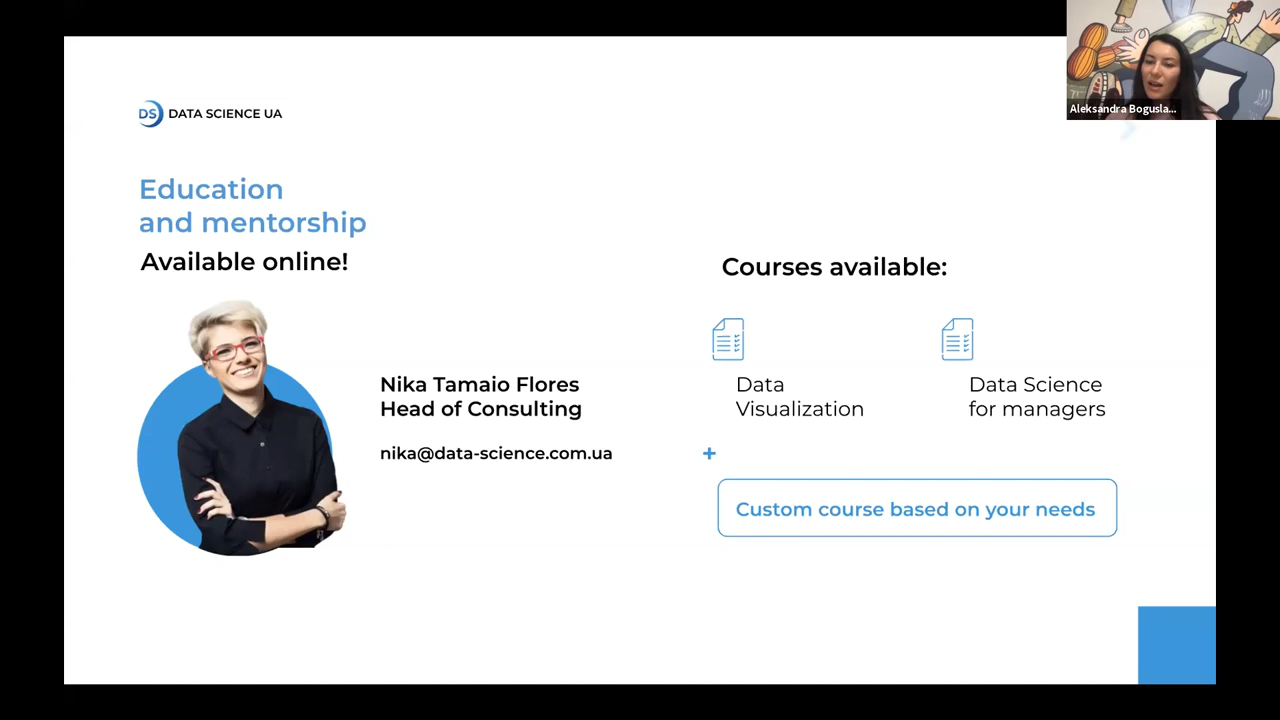 DS DATA SCIENCE UA
Aleksandra Bogusla...
Education
and mentorship
Available online!
Courses available:
Nika Tamaio Flores
Head of Consulting
nika@data-science.com.ua
Data
Visualization
Data Science
for managers
+
Custom course based on your needs